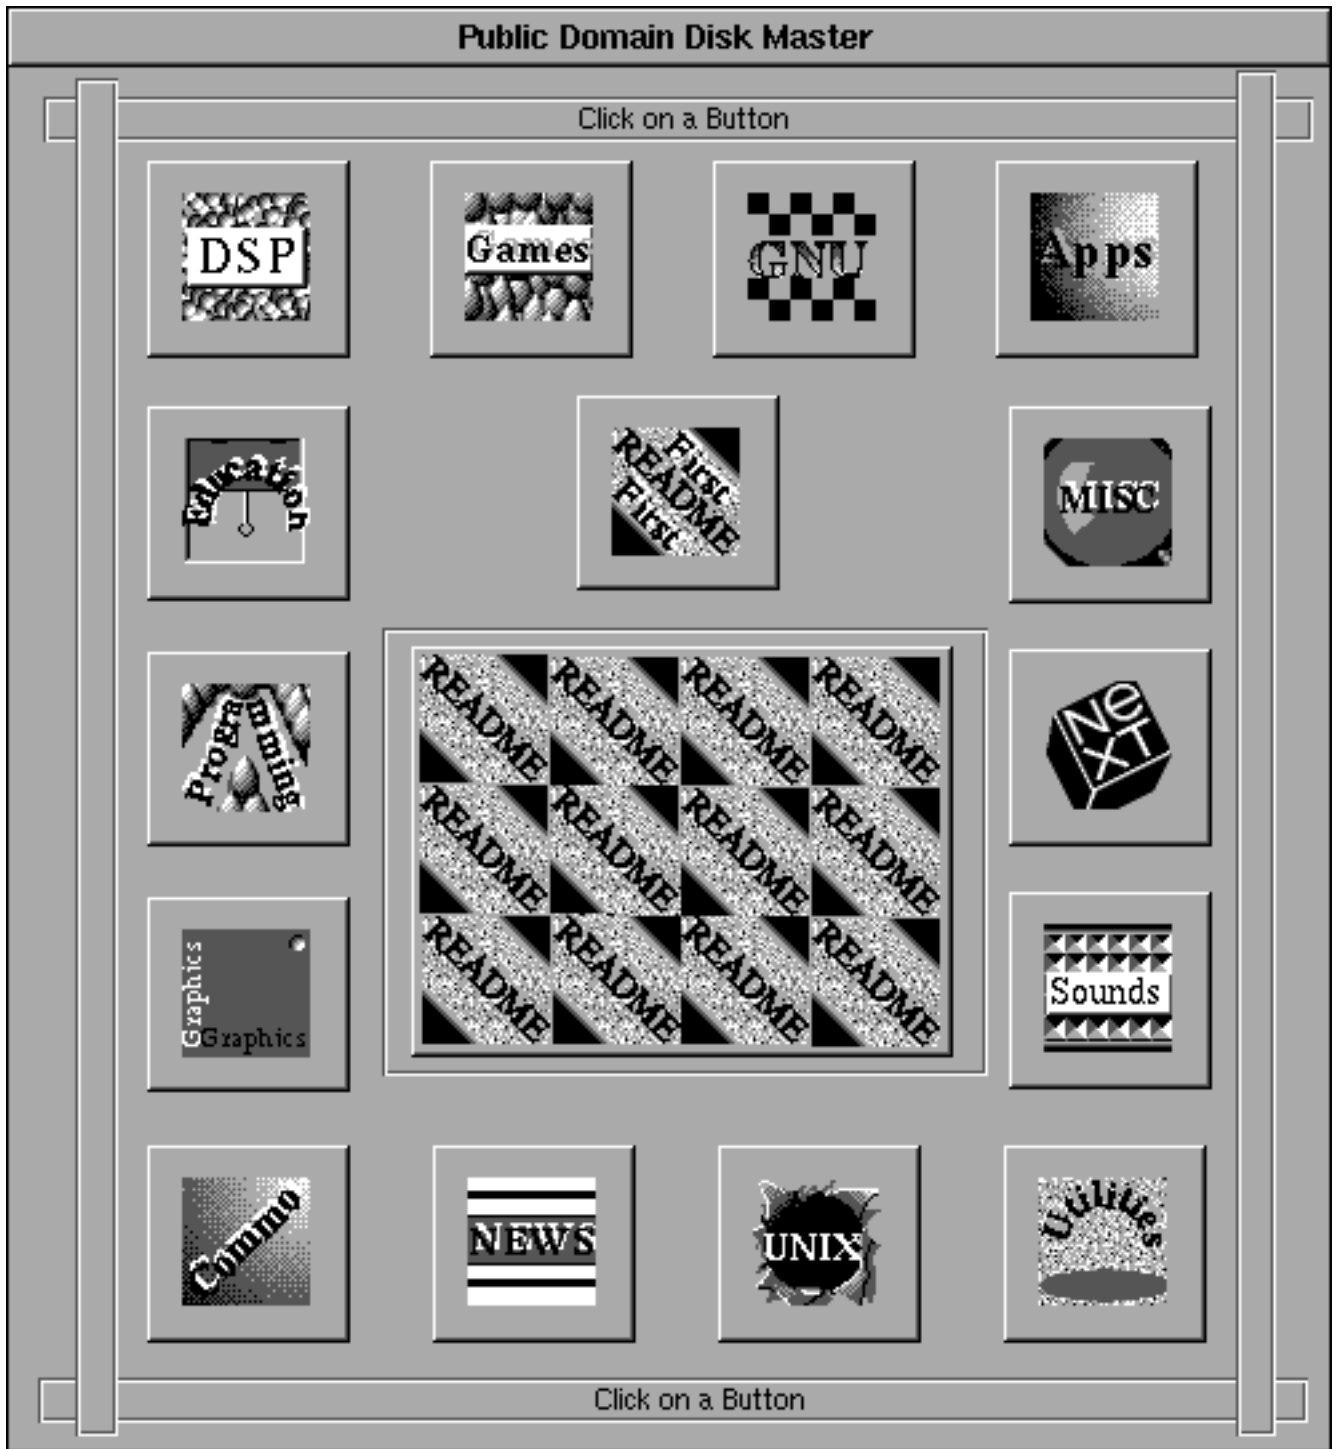 Public Domain Disk Master
Click on a Button
DSP
Games
GNU
Apps
Education
First
README
First
MISC
Programming
NeXT
README README README README
README README README README
README README README README
Graphics
Graphics
Sounds
Commo
NEWS
UNIX
Utilities
Click on a Button